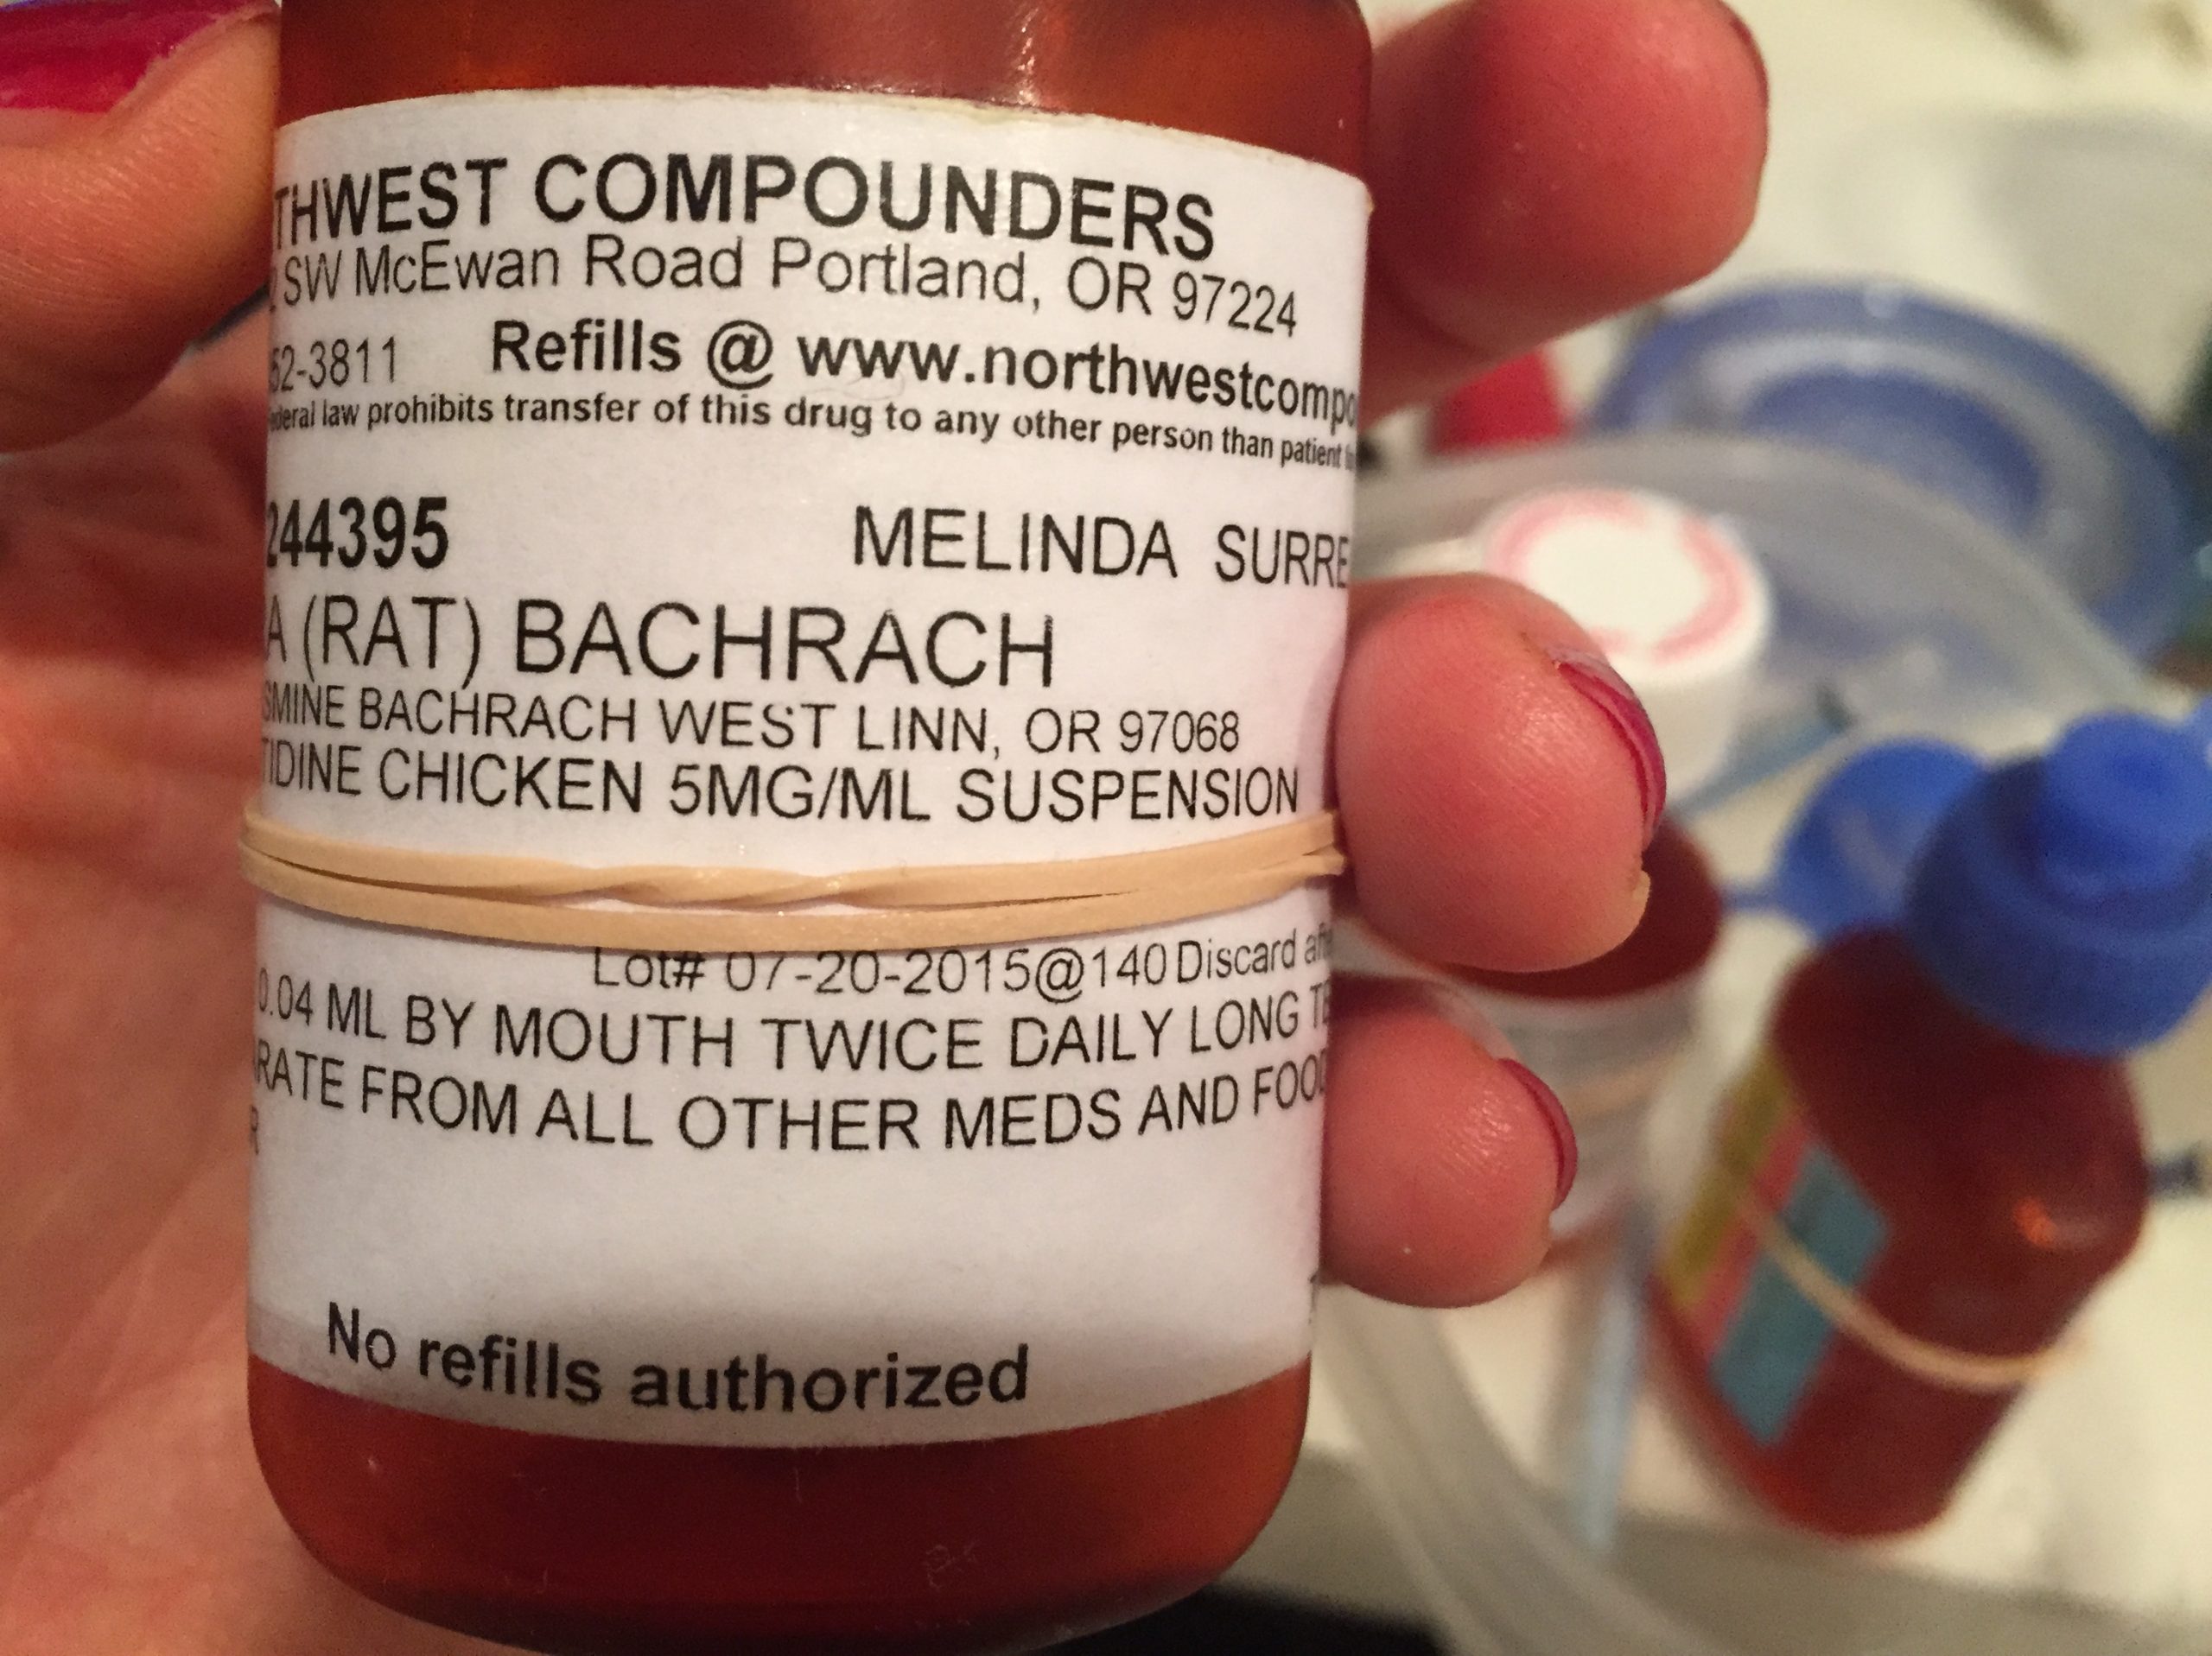 THWEST COMPOUNDERS
SW McEwan Road Portland, OR 97224
52-3811 Refills @ www.northwestcompo
ederal law prohibits transfer of this drug to any other person than patient
244395 MELINDA SURRE
A (RAT) BACHRACH
SMINE BACHRACH WEST LINN, OR 97068
TIDINE CHICKEN 5MG/ML SUSPENSION
Lot# 07-20-2015@140 Discard afte
0.04 ML BY MOUTH TWICE DAILY LONG TE
RATE FROM ALL OTHER MEDS AND FOOD
R
No refills authorized